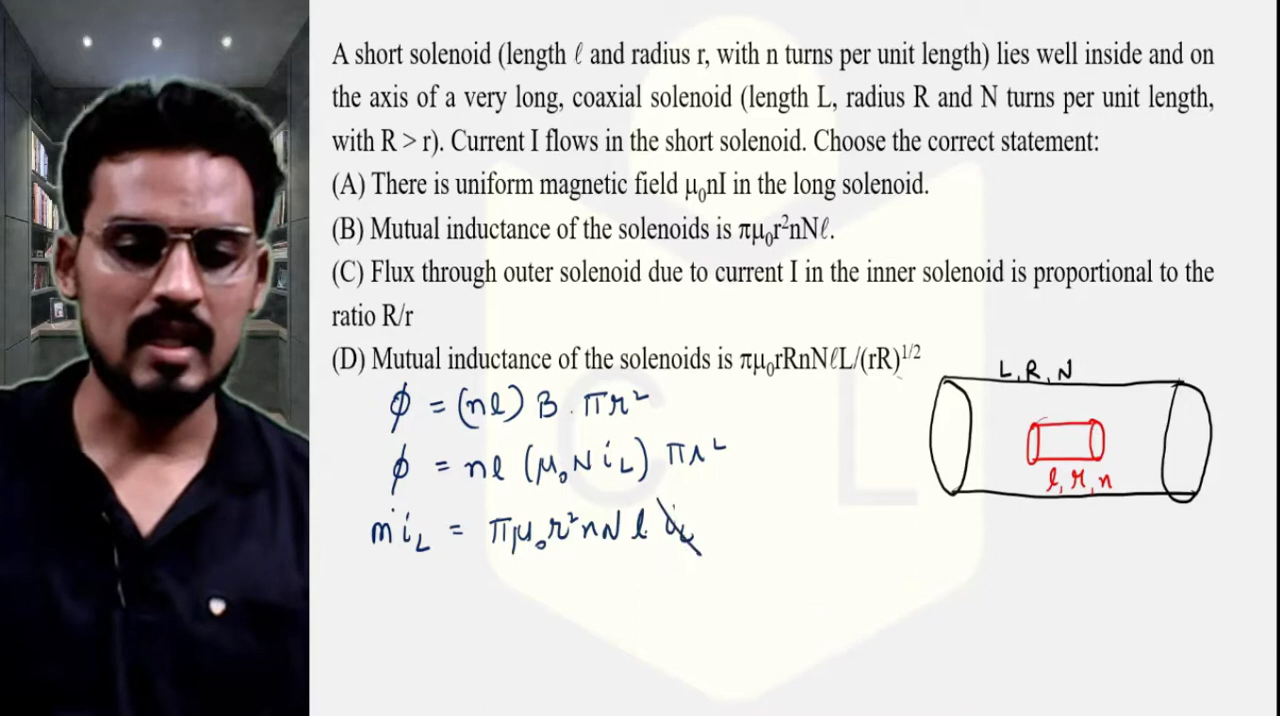 A short solenoid (length ℓ and radius r, with n turns per unit length) lies well inside and on
the axis of a very long, coaxial solenoid (length L, radius R and N turns per unit length,
with R > r). Current I flows in the short solenoid. Choose the correct statement:
(A) There is uniform magnetic field μ₀nI in the long solenoid.
(B) Mutual inductance of the solenoids is πμ₀r²nNℓ.
(C) Flux through outer solenoid due to current I in the inner solenoid is proportional to the
ratio R/r
(D) Mutual inductance of the solenoids is πμ₀rRnNℓL/(rR)^1/2
L, R, N
ϕ = (nl) B . πr²
ϕ = nl (μ₀ N i_L) πr²
l, r, n
m i_L = πμ₀r²nN l i_L
C L